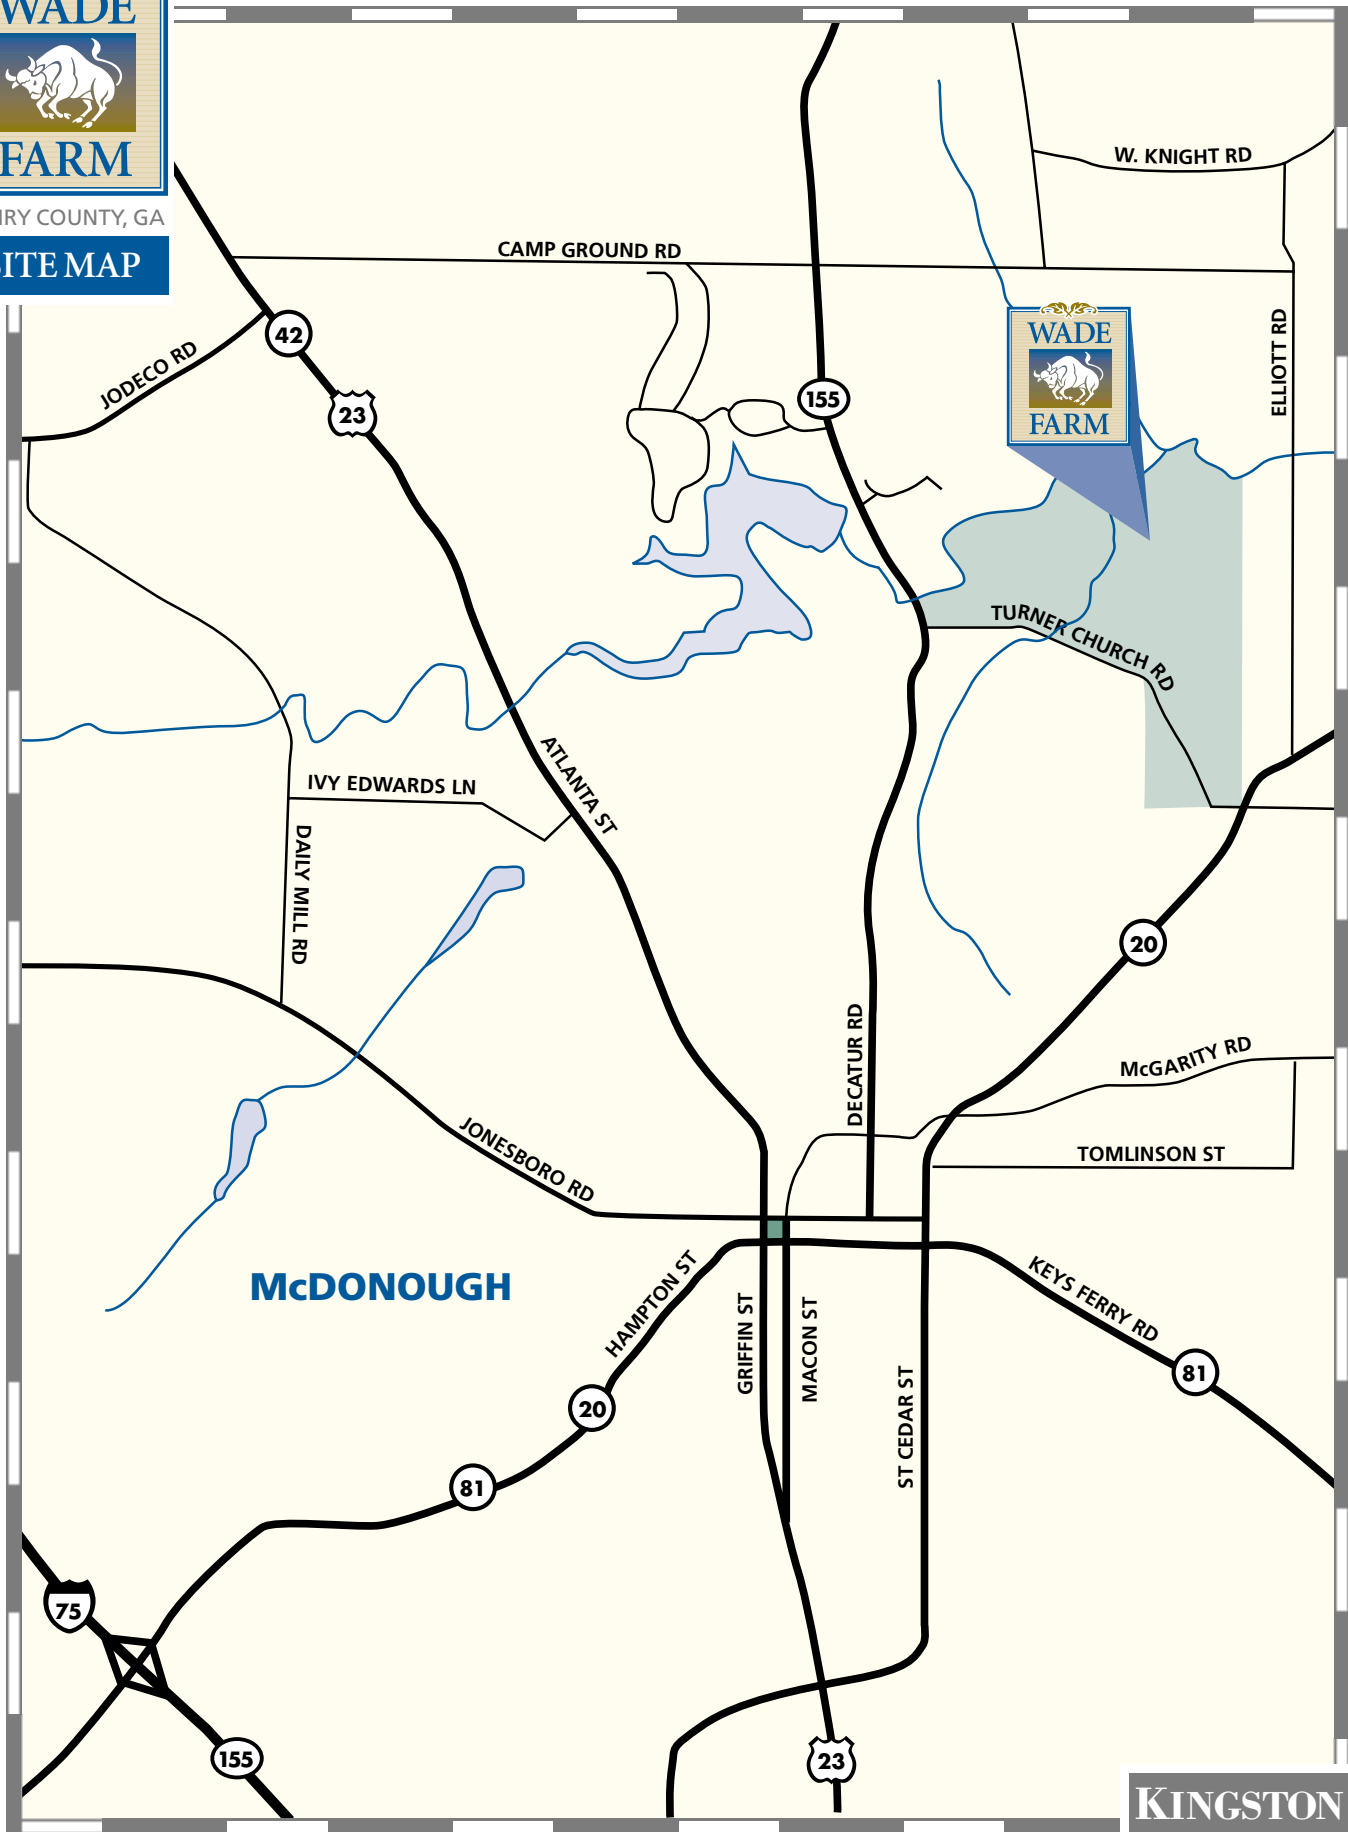 WADE
FARM
NRY COUNTY, GA
SITE MAP
W. KNIGHT RD
CAMP GROUND RD
42
JODECO RD
23
155
WADE
FARM
ELLIOTT RD
TURNER CHURCH RD
ATLANTA ST
IVY EDWARDS LN
DAILY MILL RD
20
DECATUR RD
McGARITY RD
JONESBORO RD
TOMLINSON ST
McDONOUGH
HAMPTON ST
GRIFFIN ST
MACON ST
KEYS FERRY RD
81
ST CEDAR ST
20
81
75
155
23
KINGSTON